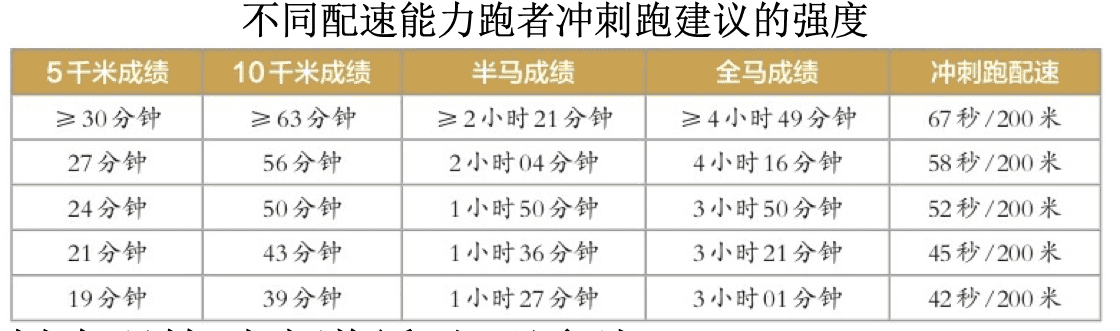 不同配速能力跑者冲刺跑建议的强度
5千米成绩 10千米成绩 半马成绩 全马成绩 冲刺跑配速
≥30分钟 ≥63分钟 ≥2小时21分钟 ≥4小时49分钟 67秒/200米
27分钟 56分钟 2小时04分钟 4小时16分钟 58秒/200米
24分钟 50分钟 1小时50分钟 3小时50分钟 52秒/200米
21分钟 43分钟 1小时36分钟 3小时21分钟 45秒/200米
19分钟 39分钟 1小时27分钟 3小时01分钟 42秒/200米